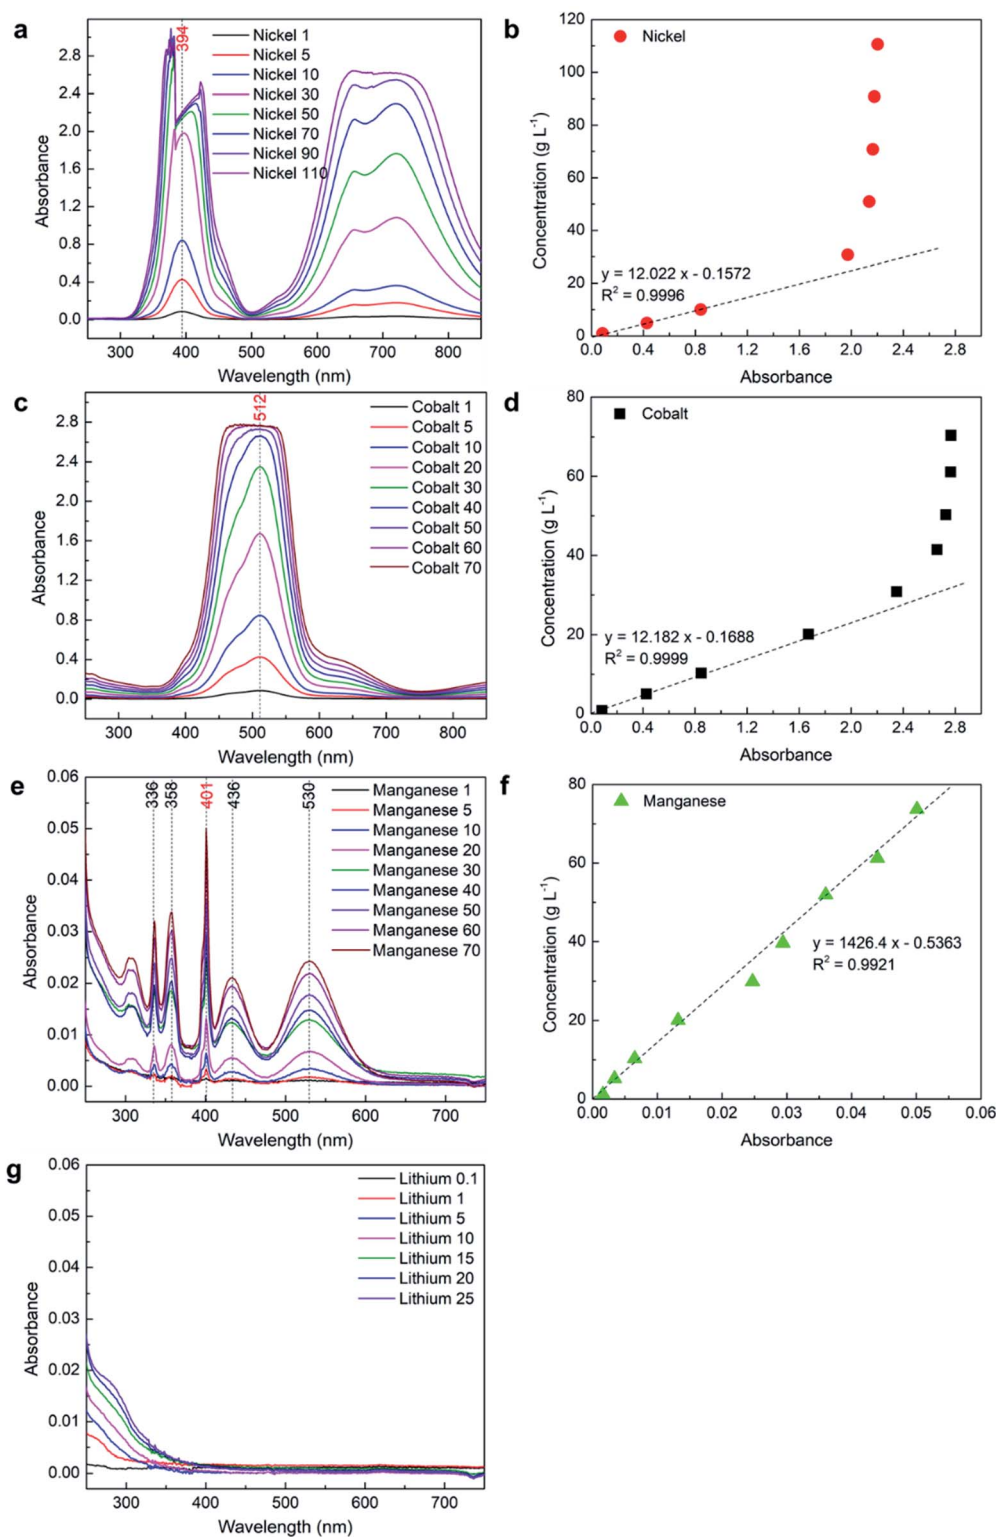 a
2.8
2.4
2.0
1.6
1.2
0.8
0.4
0.0
Absorbance
394
Nickel 1
Nickel 5
Nickel 10
Nickel 30
Nickel 50
Nickel 70
Nickel 90
Nickel 110
300 400 500 600 700 800
Wavelength (nm)
b
120
100
80
60
40
20
0
Concentration (g L⁻¹)
Nickel
y = 12.022 x - 0.1572
R² = 0.9996
0.0 0.4 0.8 1.2 1.6 2.0 2.4 2.8
Absorbance
c
2.8
2.4
2.0
1.6
1.2
0.8
0.4
0.0
Absorbance
512
Cobalt 1
Cobalt 5
Cobalt 10
Cobalt 20
Cobalt 30
Cobalt 40
Cobalt 50
Cobalt 60
Cobalt 70
300 400 500 600 700 800
Wavelength (nm)
d
80
60
40
20
0
Concentration (g L⁻¹)
Cobalt
y = 12.182 x - 0.1688
R² = 0.9999
0.0 0.4 0.8 1.2 1.6 2.0 2.4 2.8
Absorbance
e
0.06
0.05
0.04
0.03
0.02
0.01
0.00
Absorbance
336 358 401 436 530
Manganese 1
Manganese 5
Manganese 10
Manganese 20
Manganese 30
Manganese 40
Manganese 50
Manganese 60
Manganese 70
300 400 500 600 700
Wavelength (nm)
f
80
60
40
20
0
Concentration (g L⁻¹)
Manganese
y = 1426.4 x - 0.5363
R² = 0.9921
0.00 0.01 0.02 0.03 0.04 0.05 0.06
Absorbance
g
0.06
0.05
0.04
0.03
0.02
0.01
0.00
Absorbance
Lithium 0.1
Lithium 1
Lithium 5
Lithium 10
Lithium 15
Lithium 20
Lithium 25
300 400 500 600 700
Wavelength (nm)